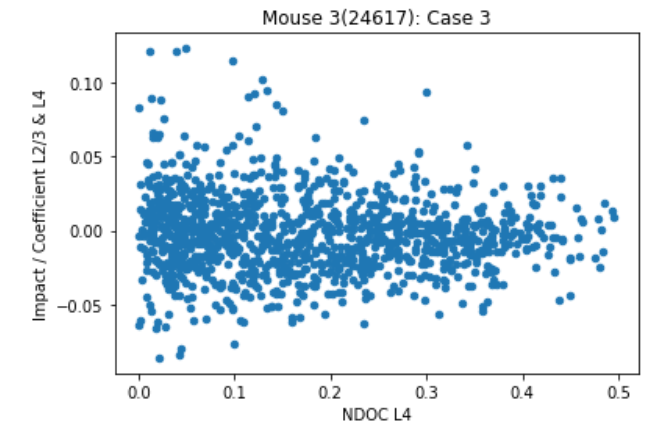 Mouse 3(24617): Case 3
Impact / Coefficient L2/3 & L4
0.10
0.05
0.00
−0.05
0.0 0.1 0.2 0.3 0.4 0.5
NDOC L4